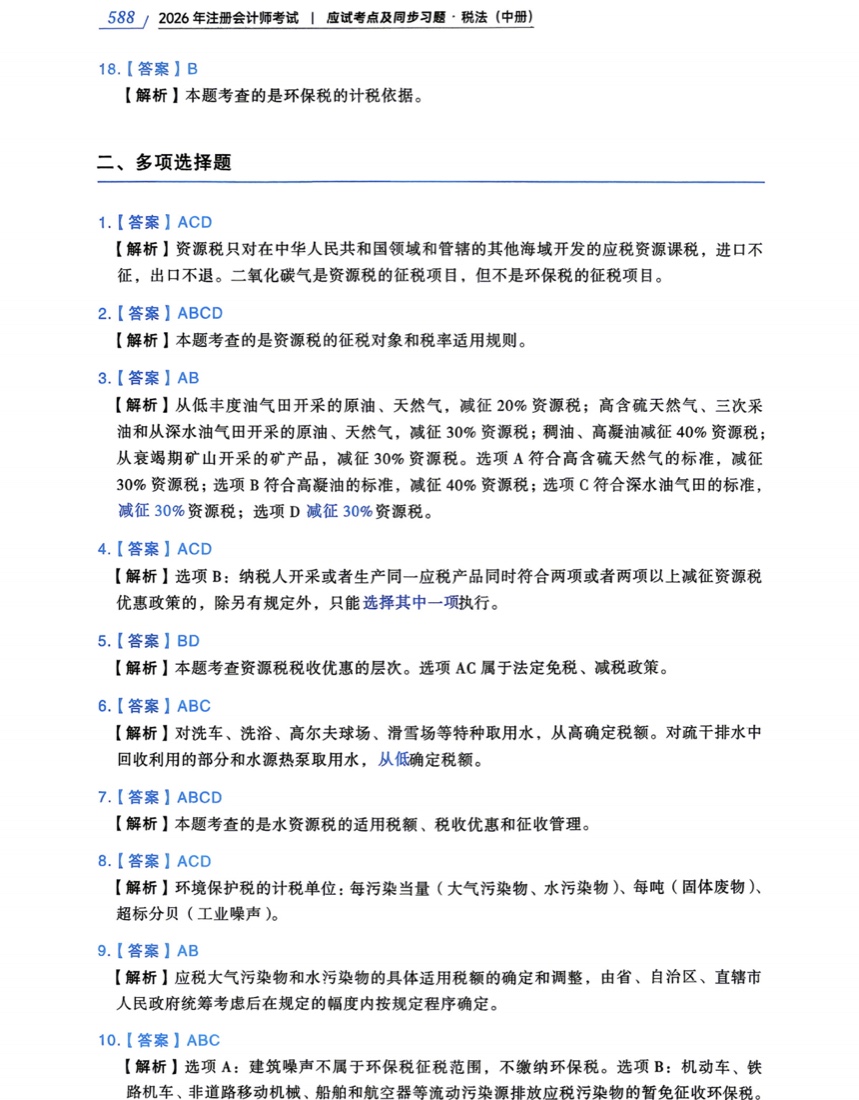 588 / 2026 年注册会计师考试 | 应试考点及同步习题·税法（中册）
18.【答案】B
【解析】本题考查的是环保税的计税依据。
二、多项选择题
1.【答案】ACD
【解析】资源税只对在中华人民共和国领域和管辖的其他海域开发的应税资源课税，进口不
征，出口不退。二氧化碳气是资源税的征税项目，但不是环保税的征税项目。
2.【答案】ABCD
【解析】本题考查的是资源税的征税对象和税率适用规则。
3.【答案】AB
【解析】从低丰度油气田开采的原油、天然气，减征 20% 资源税；高含硫天然气、三次采
油和从深水油气田开采的原油、天然气，减征 30% 资源税；稠油、高凝油减征 40% 资源税；
从衰竭期矿山开采的矿产品，减征 30% 资源税。选项 A 符合高含硫天然气的标准，减征
30% 资源税；选项 B 符合高凝油的标准，减征 40% 资源税；选项 C 符合深水油气田的标准，
减征 30%资源税；选项 D 减征 30%资源税。
4.【答案】ACD
【解析】选项 B：纳税人开采或者生产同一应税产品同时符合两项或者两项以上减征资源税
优惠政策的，除另有规定外，只能选择其中一项执行。
5.【答案】BD
【解析】本题考查资源税税收优惠的层次。选项 AC 属于法定免税、减税政策。
6.【答案】ABC
【解析】对洗车、洗浴、高尔夫球场、滑雪场等特种取用水，从高确定税额。对疏干排水中
回收利用的部分和水源热泵取用水，从低确定税额。
7.【答案】ABCD
【解析】本题考查的是水资源税的适用税额、税收优惠和征收管理。
8.【答案】ACD
【解析】环境保护税的计税单位：每污染当量（大气污染物、水污染物）、每吨（固体废物）、
超标分贝（工业噪声）。
9.【答案】AB
【解析】应税大气污染物和水污染物的具体适用税额的确定和调整，由省、自治区、直辖市
人民政府统筹考虑后在规定的幅度内按规定程序确定。
10.【答案】ABC
【解析】选项 A：建筑噪声不属于环保税征税范围，不缴纳环保税。选项 B：机动车、铁
路机车、非道路移动机械、船舶和航空器等流动污染源排放应税污染物的暂免征收环保税。